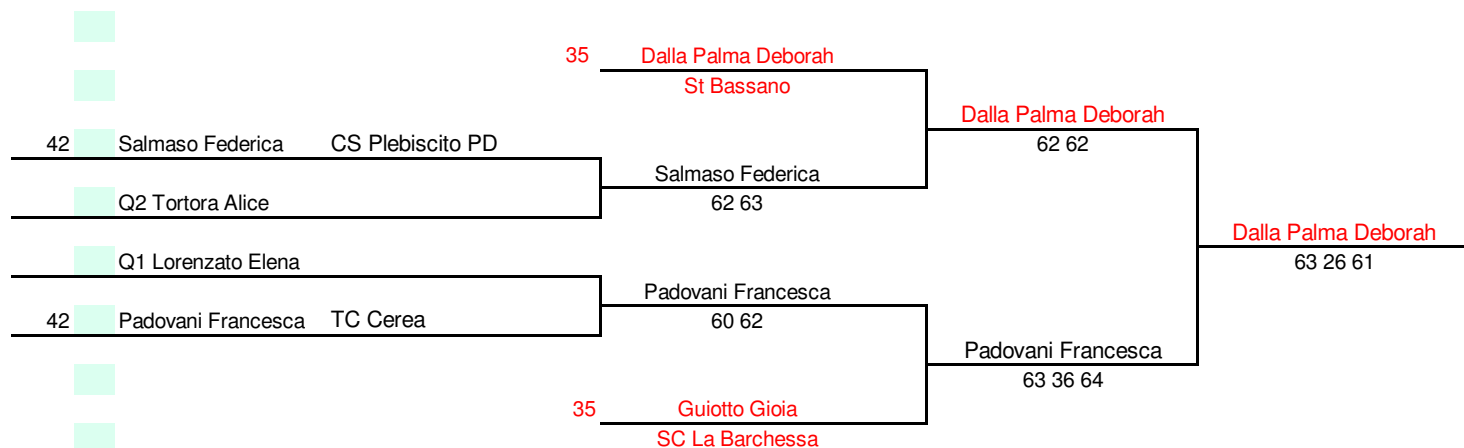 35 Dalla Palma Deborah
St Bassano
Dalla Palma Deborah
62 62
42 Salmaso Federica CS Plebiscito PD
Salmaso Federica
62 63
Q2 Tortora Alice
Dalla Palma Deborah
63 26 61
Q1 Lorenzato Elena
Padovani Francesca
60 62
42 Padovani Francesca TC Cerea
Padovani Francesca
63 36 64
35 Guiotto Gioia
SC La Barchessa